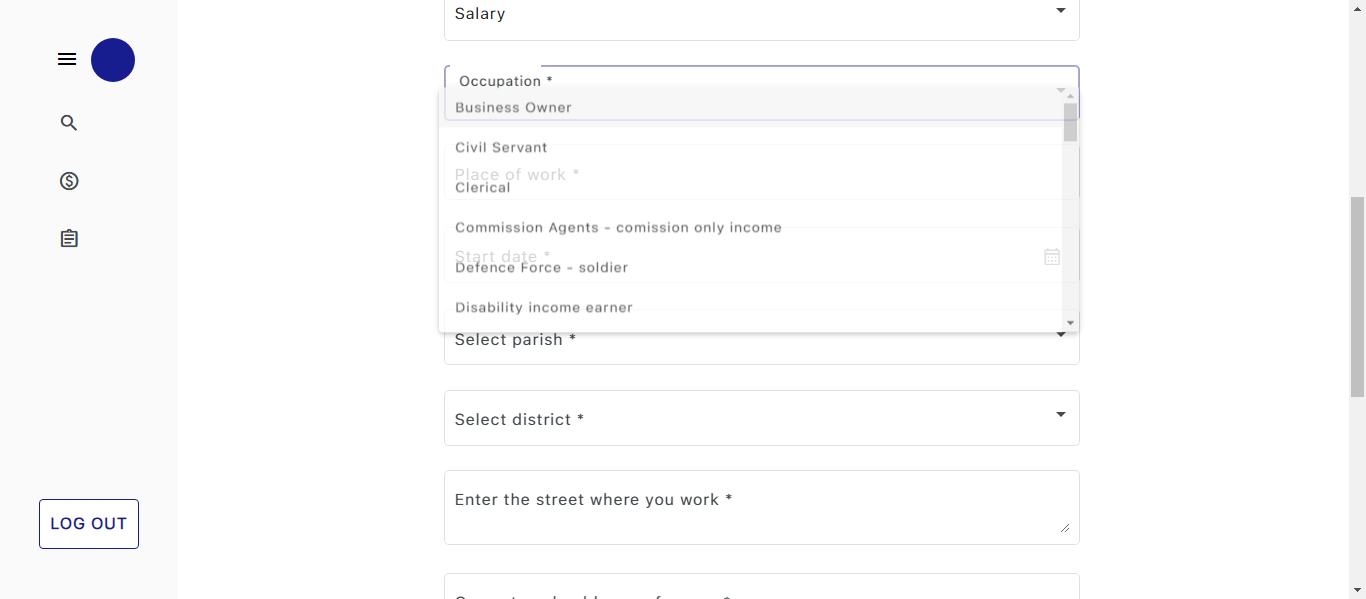 Salary
Occupation *
Business Owner
Civil Servant
Place of work *
Clerical
Commission Agents - comission only income
Start date *
Defence Force - soldier
Disability income earner
Select parish *
Select district *
Enter the street where you work *
LOG OUT